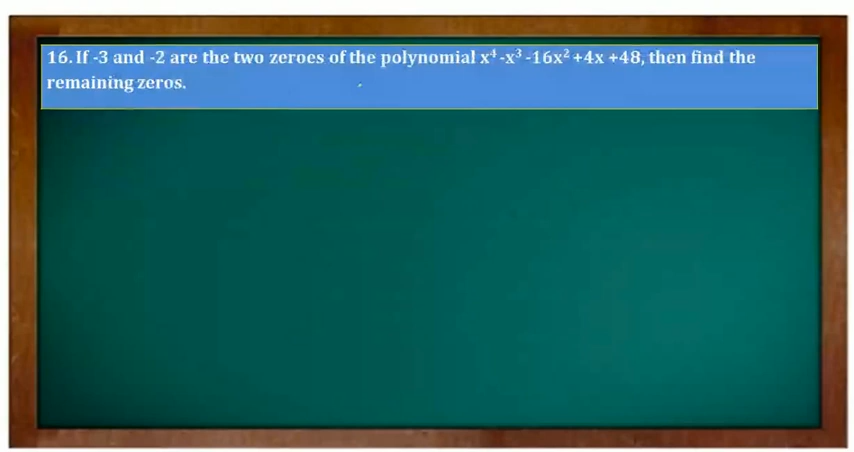 16. If -3 and -2 are the two zeroes of the polynomial x⁴ -x³ -16x² +4x +48, then find the
remaining zeros.